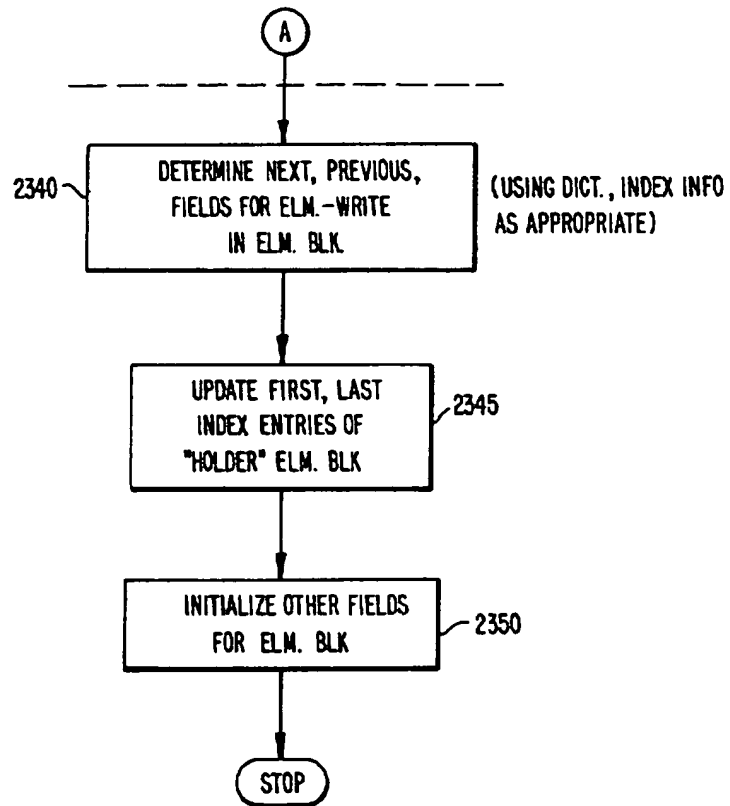 A
2340
DETERMINE NEXT, PREVIOUS,
FIELDS FOR ELM.-WRITE
IN ELM. BLK.
(USING DICT., INDEX INFO
AS APPROPRIATE)
UPDATE FIRST, LAST
INDEX ENTRIES OF
"HOLDER" ELM. BLK
2345
INITIALIZE OTHER FIELDS
FOR ELM. BLK
2350
STOP